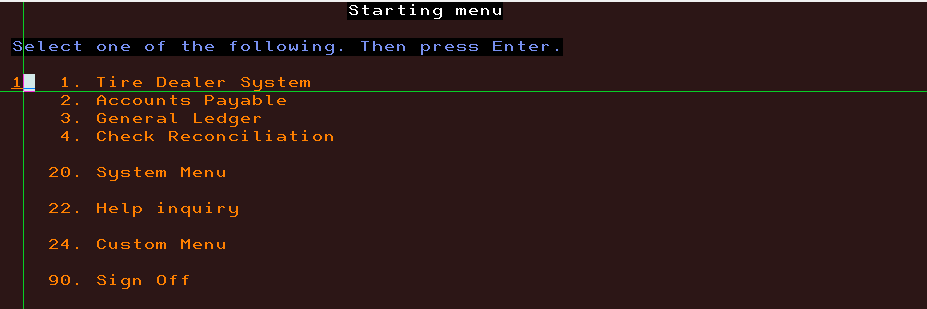 Starting menu
Select one of the following. Then press Enter.
1 1. Tire Dealer System
2. Accounts Payable
3. General Ledger
4. Check Reconciliation
20. System Menu
22. Help inquiry
24. Custom Menu
90. Sign Off